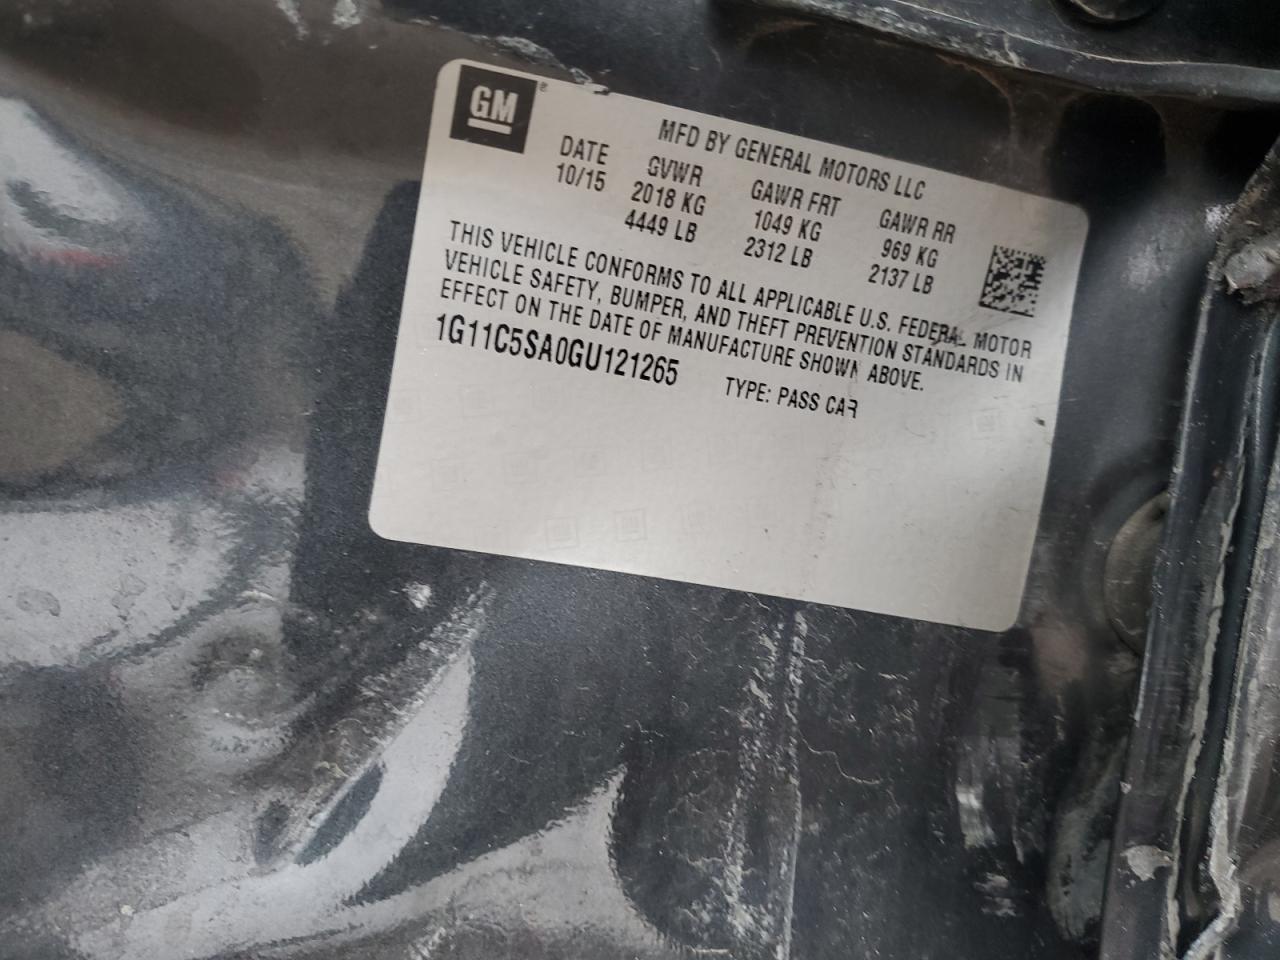 GM®
MFD BY GENERAL MOTORS LLC
DATE GVWR GAWR FRT GAWR RR
10/15 2018 KG 1049 KG 969 KG
4449 LB 2312 LB 2137 LB
THIS VEHICLE CONFORMS TO ALL APPLICABLE U.S. FEDERAL MOTOR
VEHICLE SAFETY, BUMPER, AND THEFT PREVENTION STANDARDS IN
EFFECT ON THE DATE OF MANUFACTURE SHOWN ABOVE.
1G11C5SA0GU121265 TYPE: PASS CAR